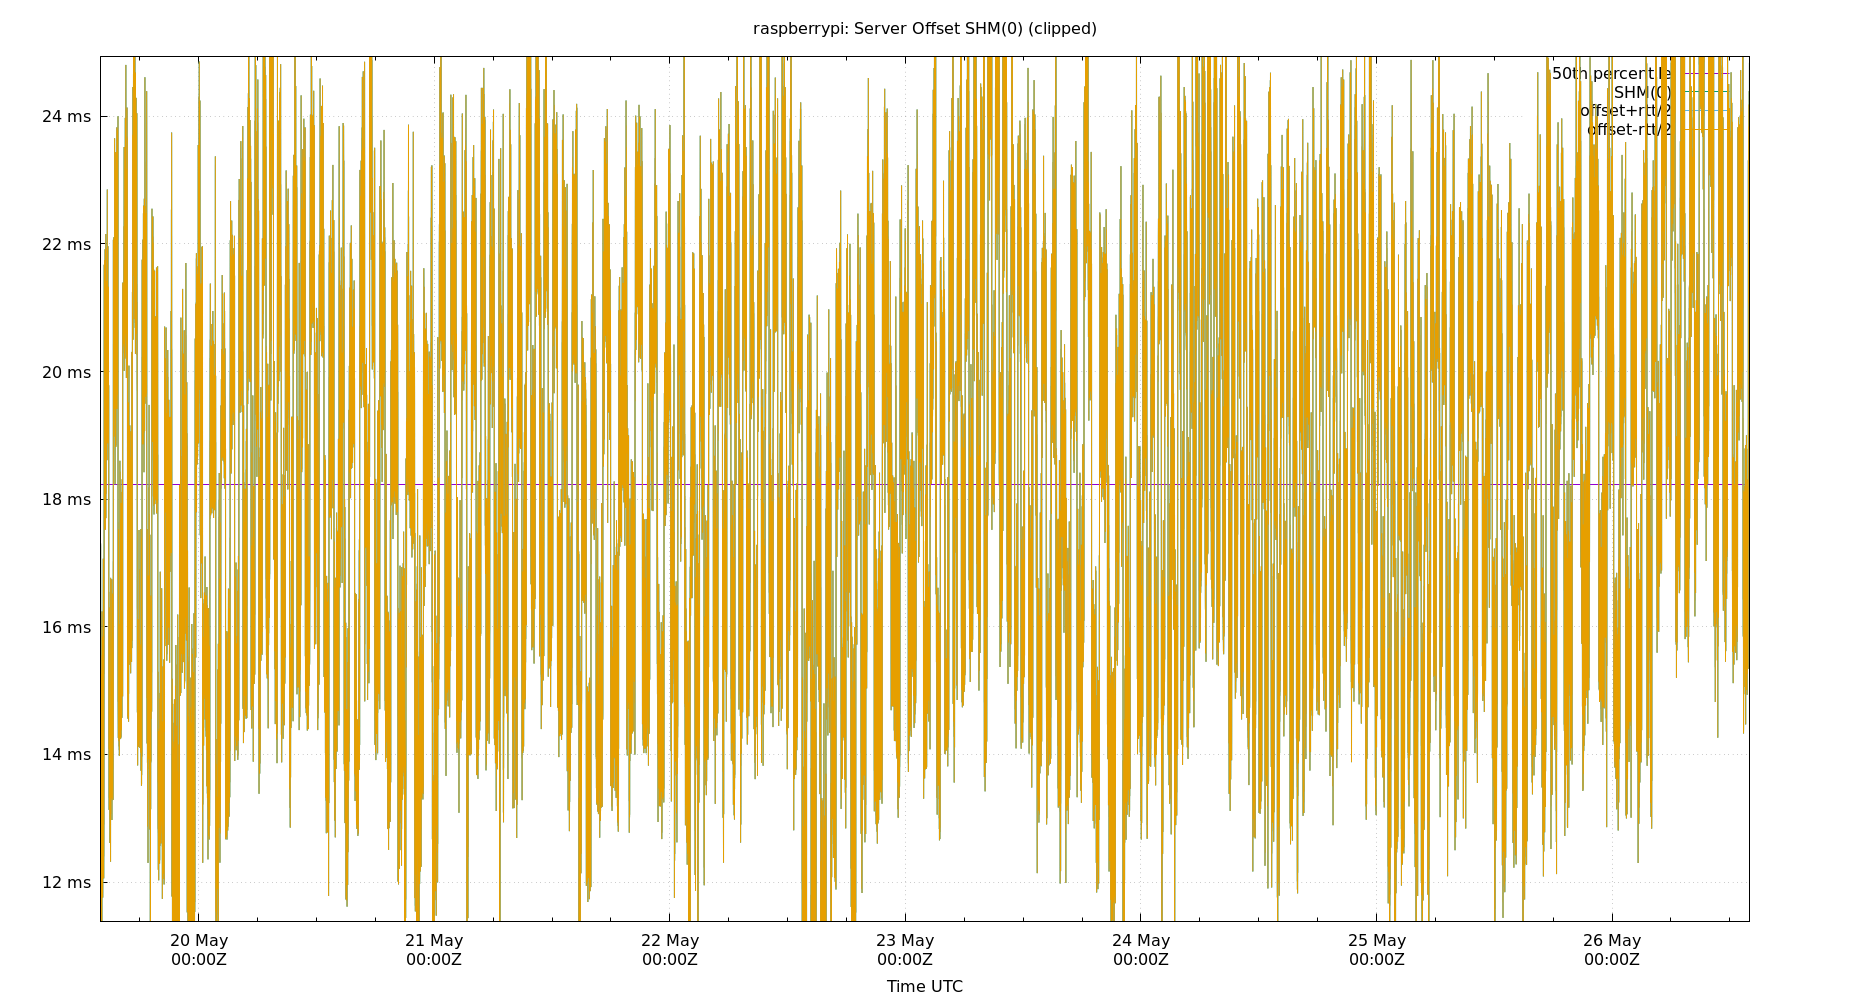 raspberrypi: Server Offset SHM(0) (clipped)
50th percentile
SHM(0)
offset+rtt/2
offset-rtt/2
24 ms
22 ms
20 ms
18 ms
16 ms
14 ms
12 ms
20 May 21 May 22 May 23 May 24 May 25 May 26 May
00:00Z 00:00Z 00:00Z 00:00Z 00:00Z 00:00Z 00:00Z
Time UTC